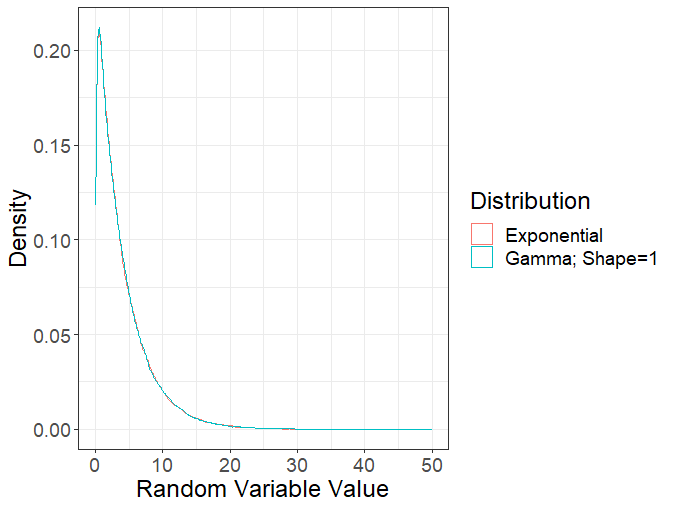 0.20
0.15
0.10
0.05
0.00
Density
0 10 20 30 40 50
Random Variable Value
Distribution
Exponential
Gamma; Shape=1